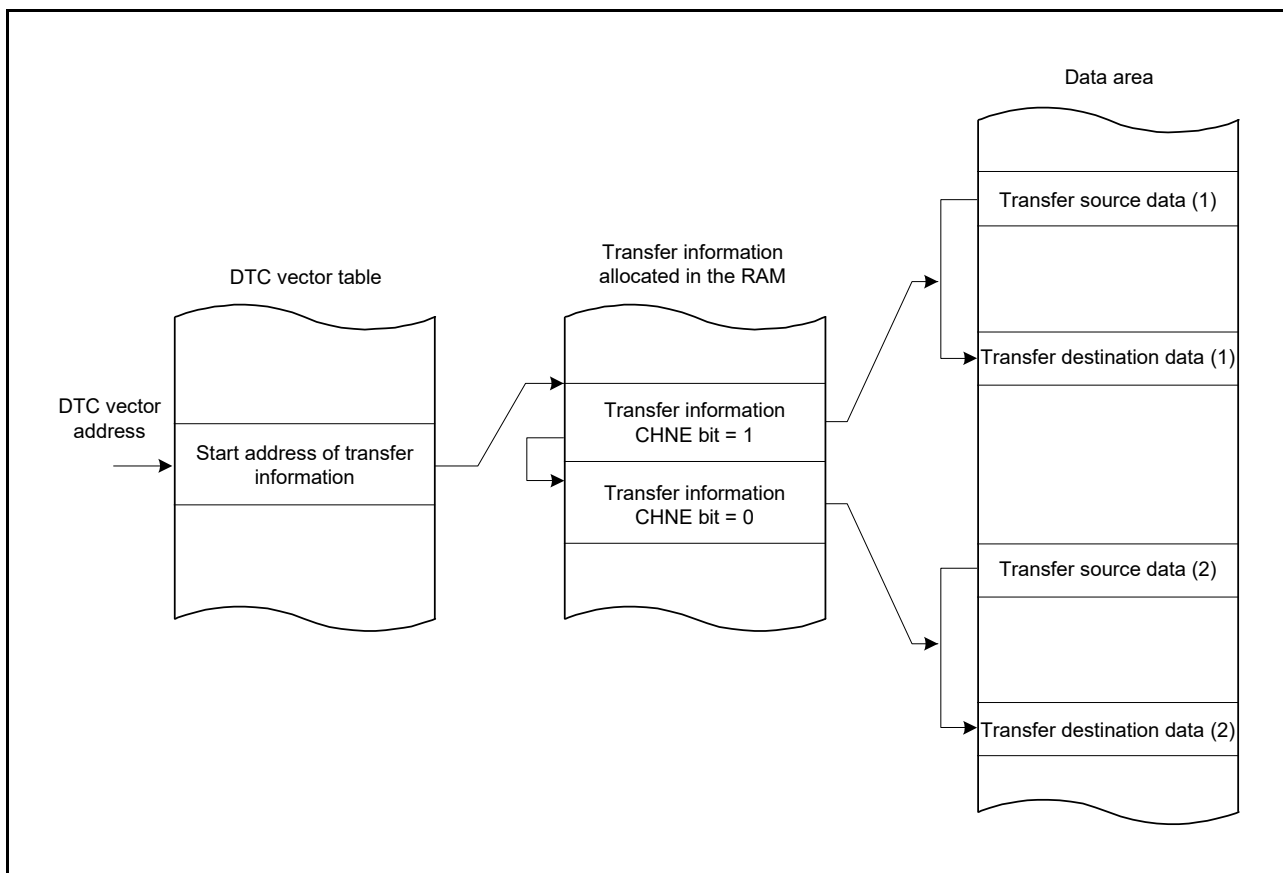 DTC vector table
DTC vector
address
Start address of transfer
information
Transfer information
allocated in the RAM
Transfer information
CHNE bit = 1
Transfer information
CHNE bit = 0
Data area
Transfer source data (1)
Transfer destination data (1)
Transfer source data (2)
Transfer destination data (2)